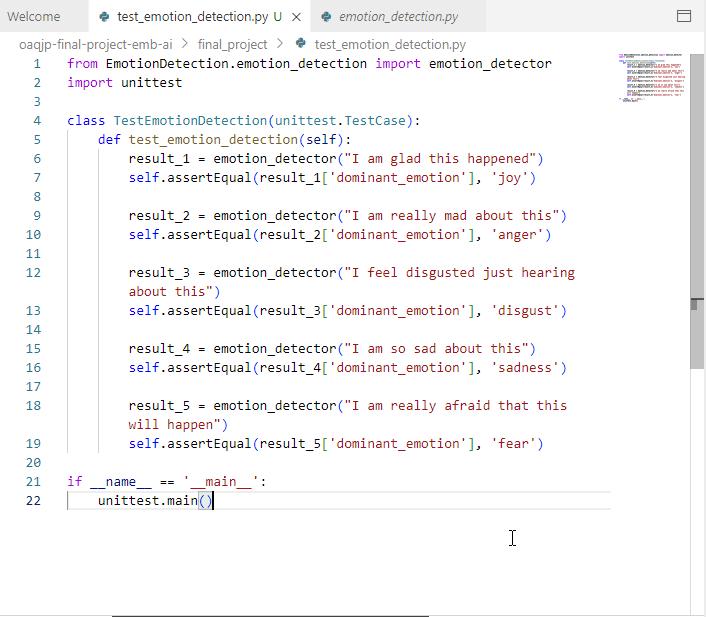 Welcome test_emotion_detection.py U × emotion_detection.py
oaqjp-final-project-emb-ai > final_project > test_emotion_detection.py
1 from EmotionDetection.emotion_detection import emotion_detector
2 import unittest
3
4 class TestEmotionDetection(unittest.TestCase):
5     def test_emotion_detection(self):
6         result_1 = emotion_detector("I am glad this happened")
7         self.assertEqual(result_1['dominant_emotion'], 'joy')
8
9         result_2 = emotion_detector("I am really mad about this")
10         self.assertEqual(result_2['dominant_emotion'], 'anger')
11
12         result_3 = emotion_detector("I feel disgusted just hearing
about this")
13         self.assertEqual(result_3['dominant_emotion'], 'disgust')
14
15         result_4 = emotion_detector("I am so sad about this")
16         self.assertEqual(result_4['dominant_emotion'], 'sadness')
17
18         result_5 = emotion_detector("I am really afraid that this
will happen")
19         self.assertEqual(result_5['dominant_emotion'], 'fear')
20
21 if __name__ == '__main__':
22     unittest.main()